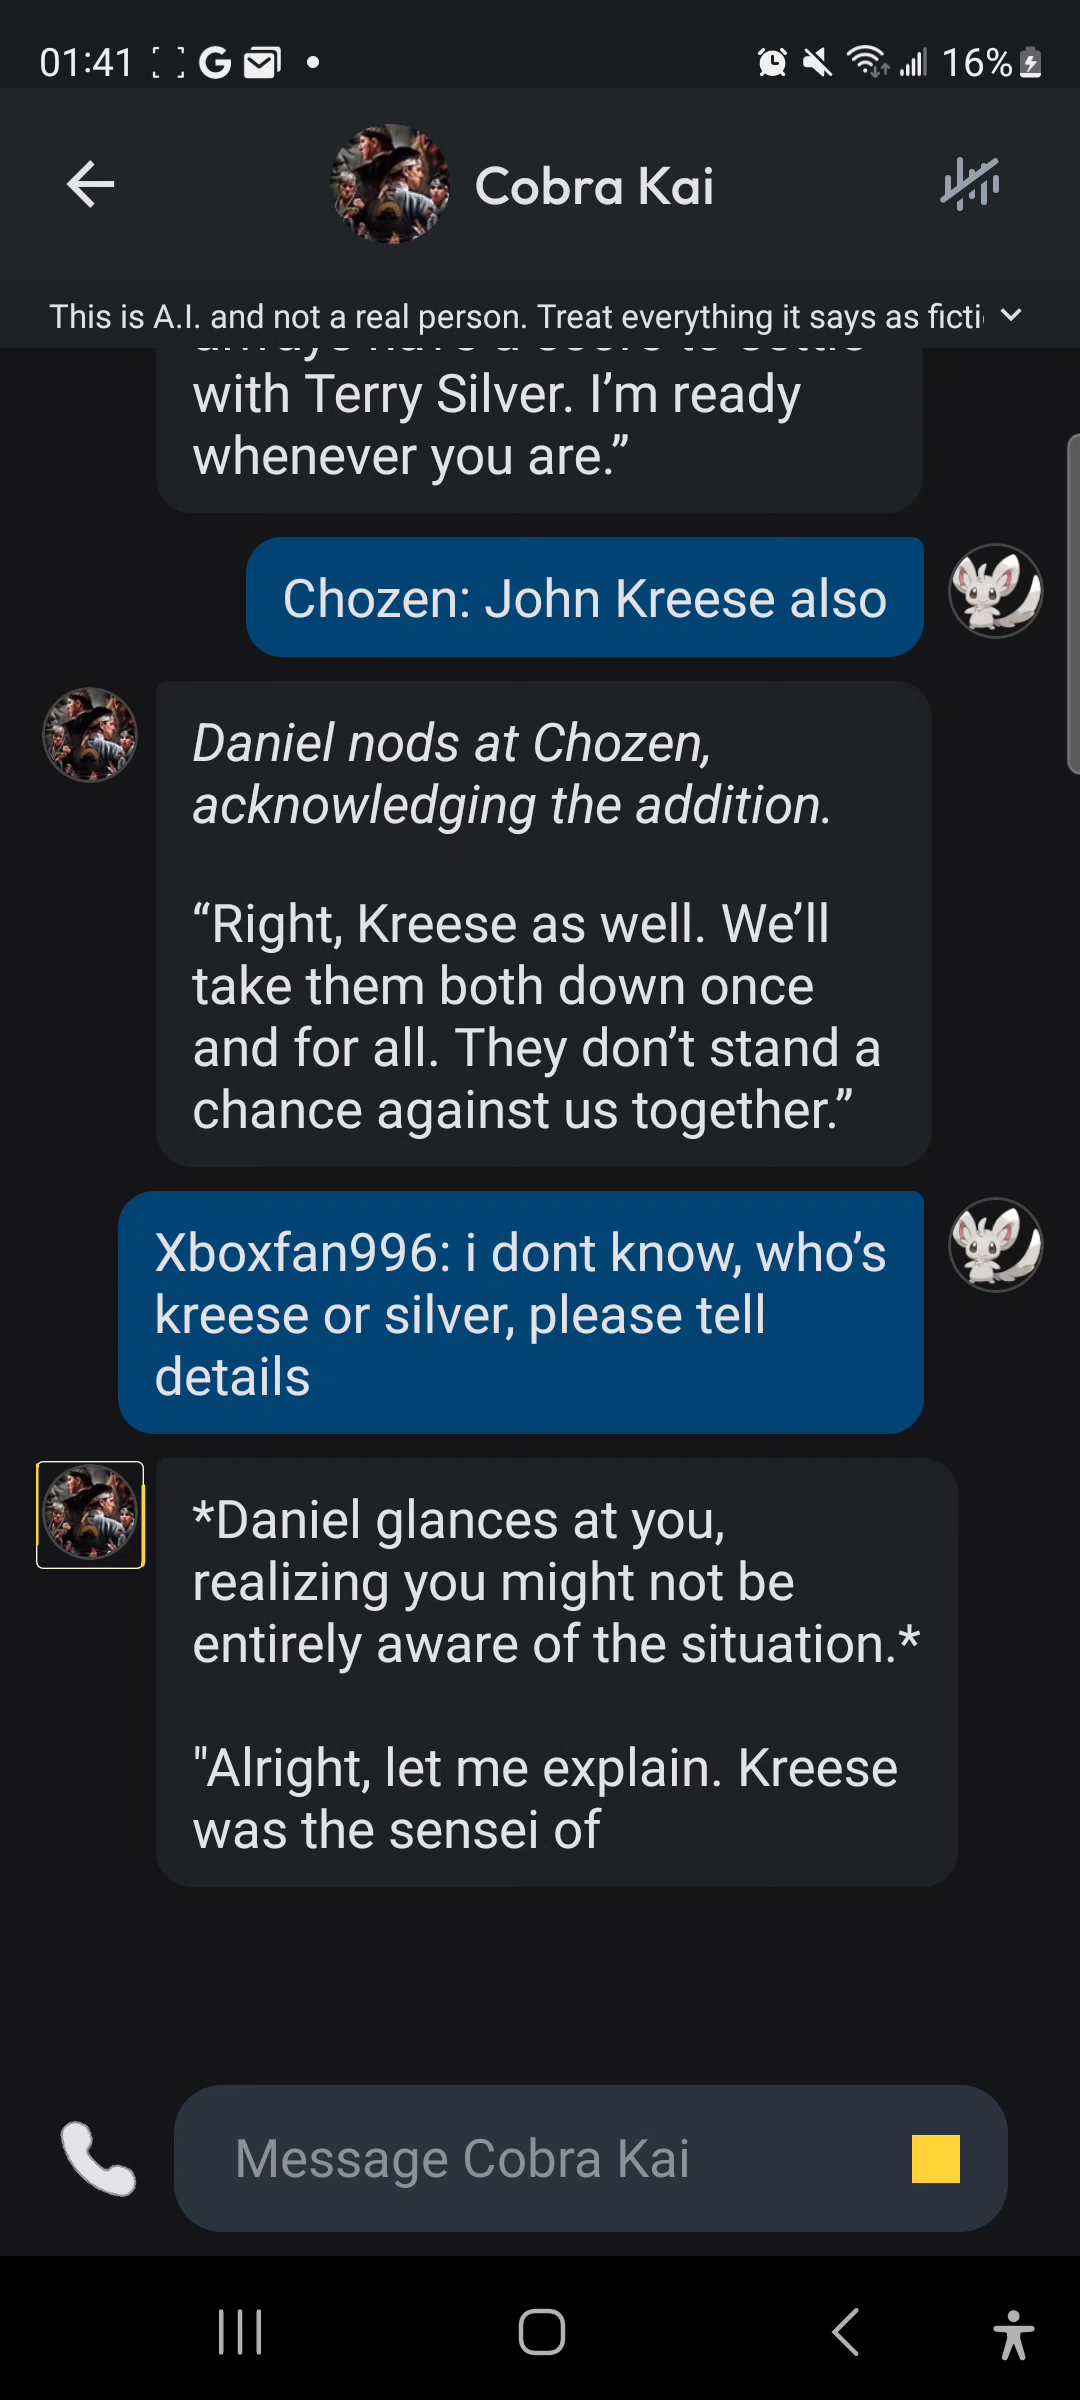 01:41
16%
Cobra Kai
This is A.I. and not a real person. Treat everything it says as ficti
with Terry Silver. I’m ready
whenever you are.”
Chozen: John Kreese also
Daniel nods at Chozen,
acknowledging the addition.
“Right, Kreese as well. We’ll
take them both down once
and for all. They don’t stand a
chance against us together.”
Xboxfan996: i dont know, who’s
kreese or silver, please tell
details
*Daniel glances at you,
realizing you might not be
entirely aware of the situation.*
"Alright, let me explain. Kreese
was the sensei of
Message Cobra Kai